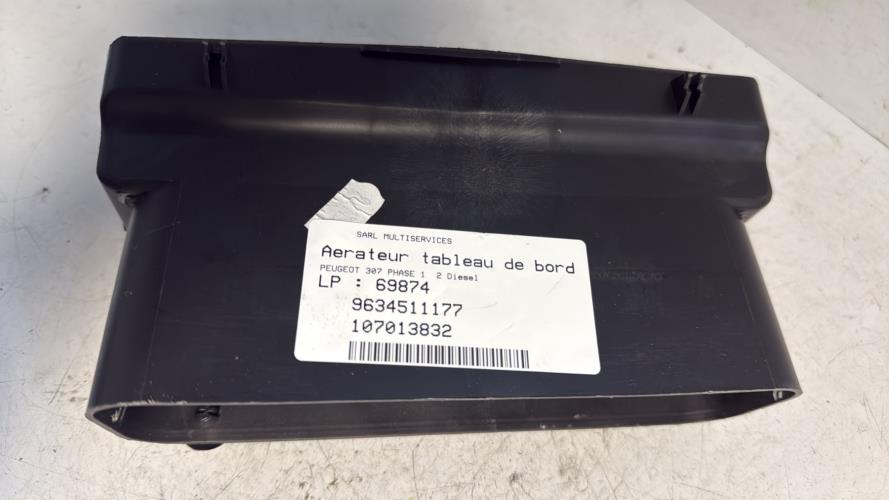 SARL MULTISERVICES
Aerateur tableau de bord
PEUGEOT 307 PHASE 1 2 Diesel
LP : 69874
9634511177
107013832